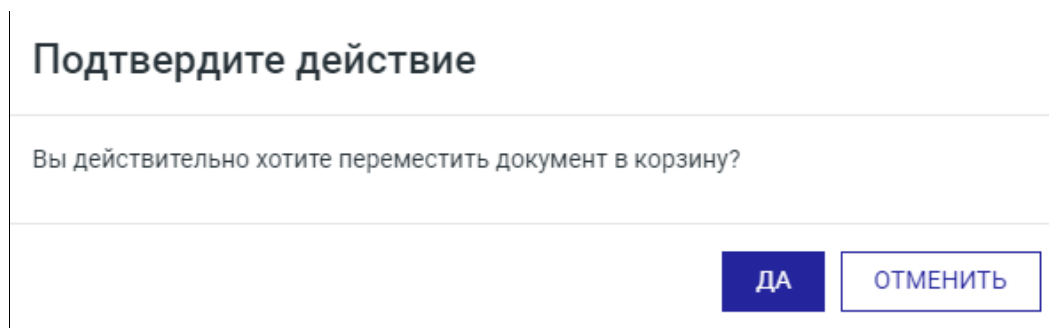 Подтвердите действие
Вы действительно хотите переместить документ в корзину?
ДА
ОТМЕНИТЬ